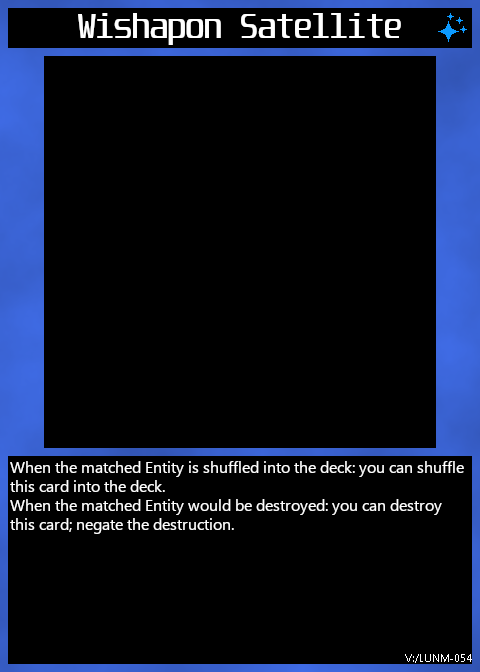 Wishapon Satellite
When the matched Entity is shuffled into the deck: you can shuffle
this card into the deck.
When the matched Entity would be destroyed: you can destroy
this card; negate the destruction.
V:/LUNM-054